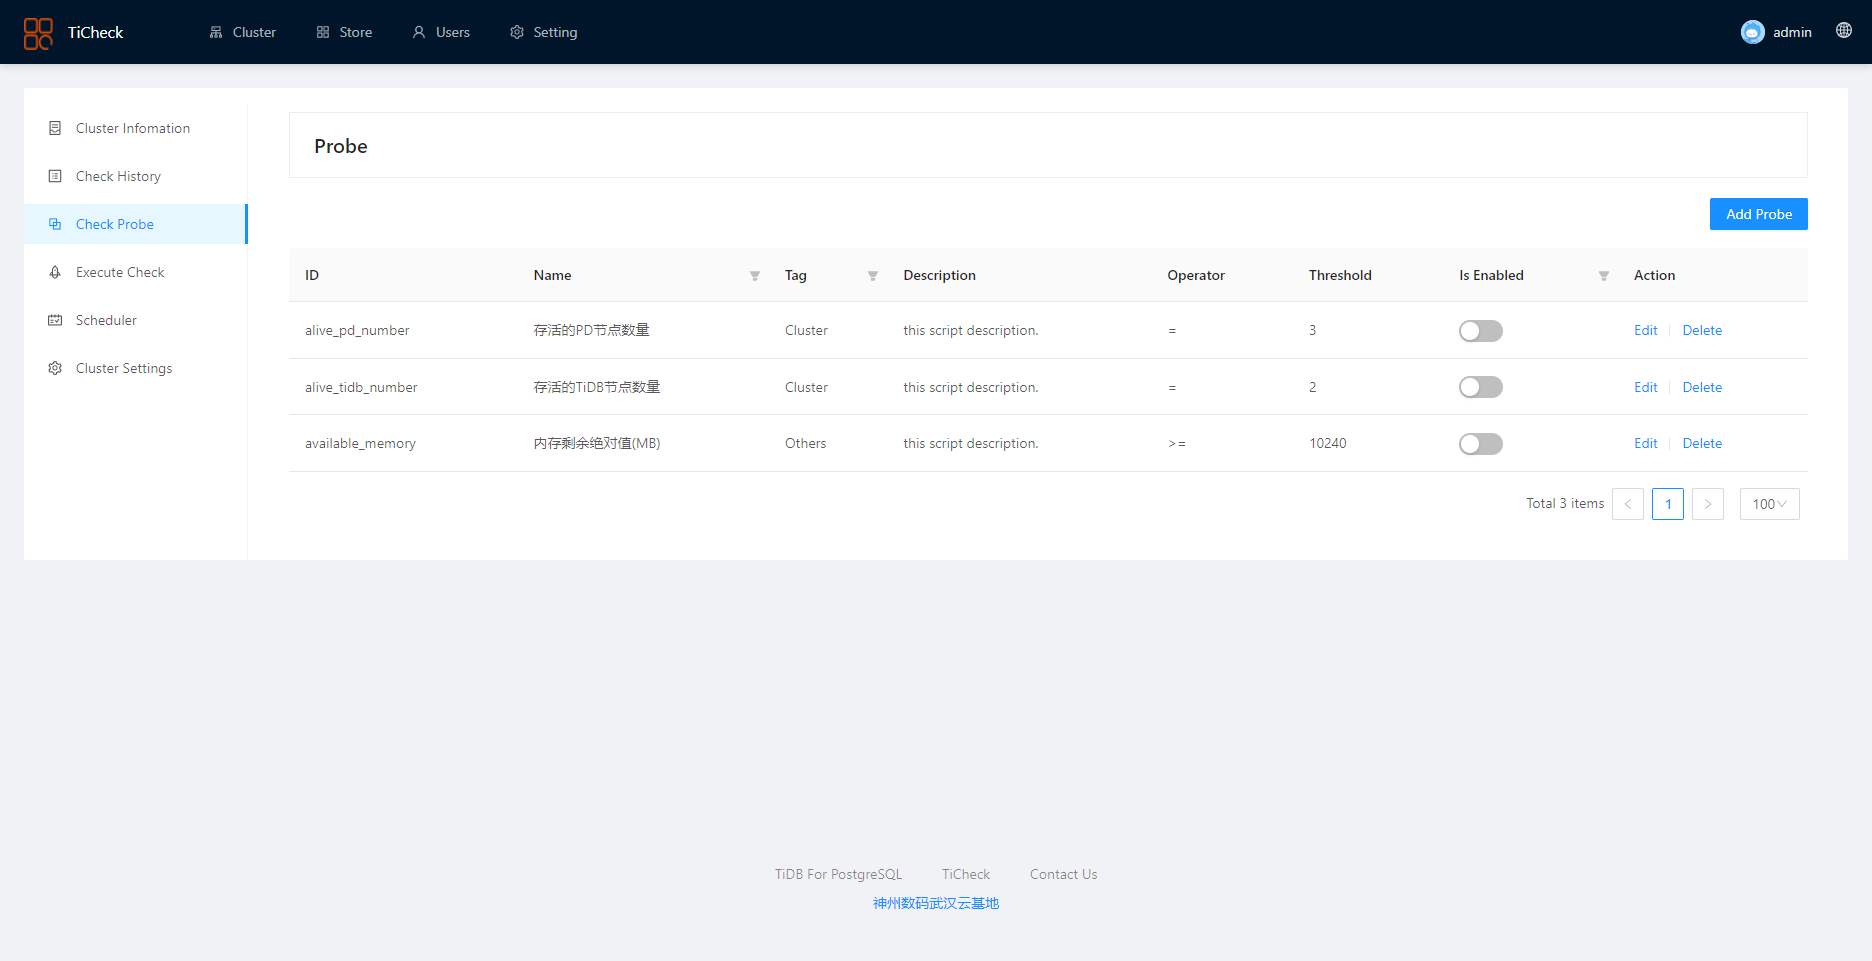 TiCheck
Cluster
Store
Users
Setting
admin
Cluster Infomation
Check History
Check Probe
Execute Check
Scheduler
Cluster Settings
Probe
Add Probe
ID Name Tag Description Operator Threshold Is Enabled Action
alive_pd_number 存活的PD节点数量 Cluster this script description. = 3 Edit Delete
alive_tidb_number 存活的TiDB节点数量 Cluster this script description. = 2 Edit Delete
available_memory 内存剩余绝对值(MB) Others this script description. >= 10240 Edit Delete
Total 3 items < 1 > 100
TiDB For PostgreSQL TiCheck Contact Us
神州数码武汉云基地